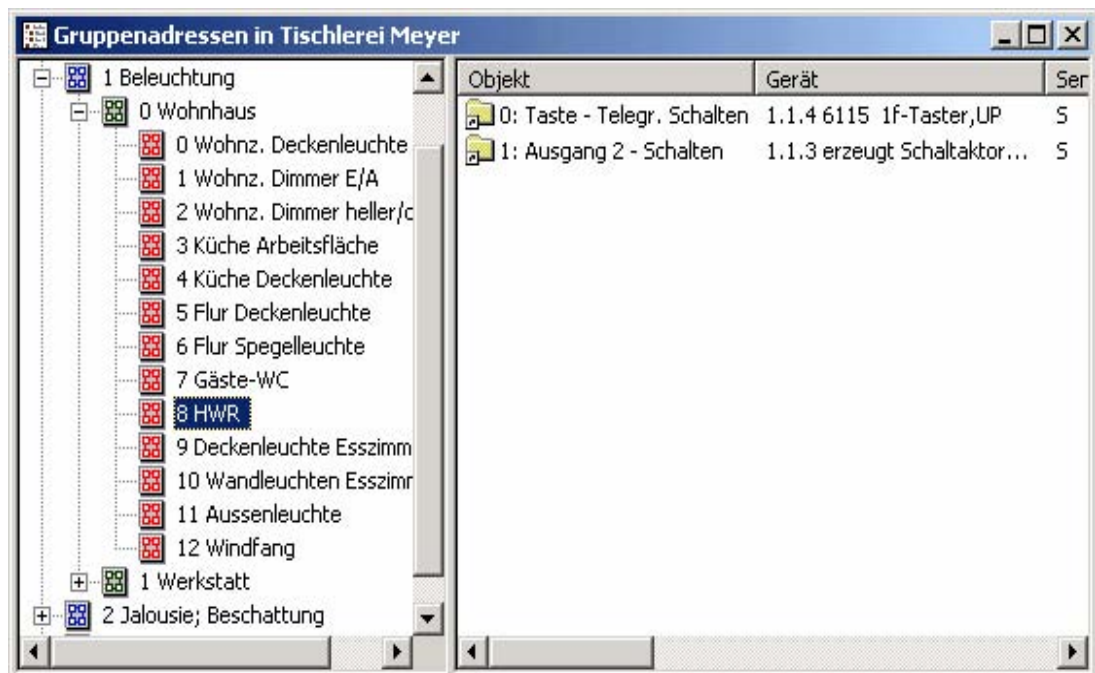 Gruppenadressen in Tischlerei Meyer
1 Beleuchtung
0 Wohnhaus
0 Wohnz. Deckenleuchte
1 Wohnz. Dimmer E/A
2 Wohnz. Dimmer heller/d
3 Küche Arbeitsfläche
4 Küche Deckenleuchte
5 Flur Deckenleuchte
6 Flur Spegelleuchte
7 Gäste-WC
8 HWR
9 Deckenleuchte Esszimm
10 Wandleuchten Esszimr
11 Aussenleuchte
12 Windfang
1 Werkstatt
2 Jalousie; Beschattung
Objekt Gerät Ser
0: Taste - Telegr. Schalten 1.1.4 6115 1f-Taster,UP S
1: Ausgang 2 - Schalten 1.1.3 erzeugt Schaltaktor... S